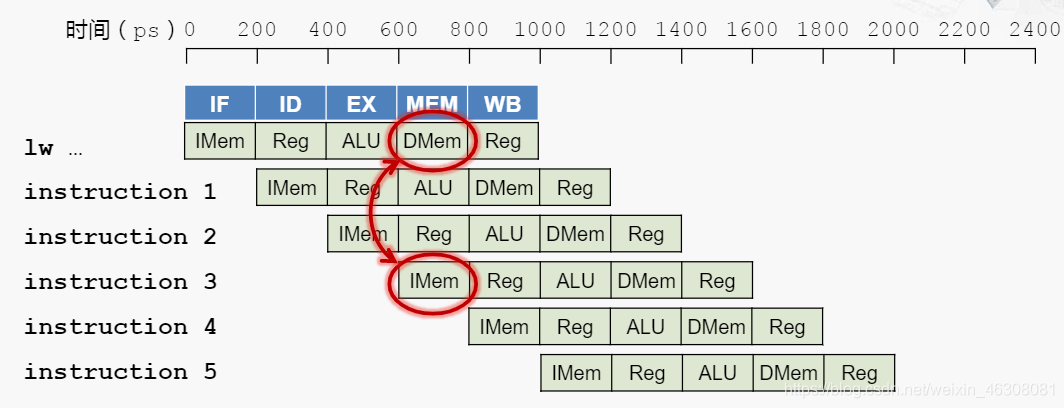 时间（ps）0 200 400 600 800 1000 1200 1400 1600 1800 2000 2200 2400
IF ID EX MEM WB
lw … IMem Reg ALU DMem Reg
instruction 1 IMem Reg ALU DMem Reg
instruction 2 IMem Reg ALU DMem Reg
instruction 3 IMem Reg ALU DMem Reg
instruction 4 IMem Reg ALU DMem Reg
instruction 5 IMem Reg ALU DMem Reg
https://blog.csdn.net/weixin_46308081